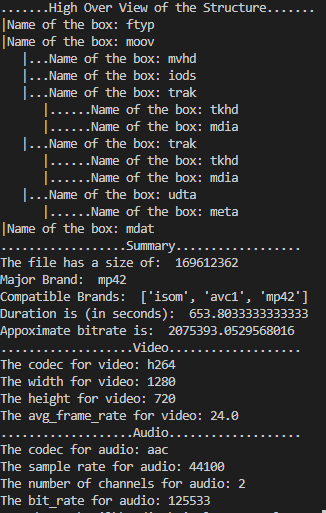 .......High Over View of the Structure.......
|Name of the box: ftyp
|Name of the box: moov
   |...Name of the box: mvhd
   |...Name of the box: iods
   |...Name of the box: trak
      |......Name of the box: tkhd
      |......Name of the box: mdia
   |...Name of the box: trak
      |......Name of the box: tkhd
      |......Name of the box: mdia
   |...Name of the box: udta
      |......Name of the box: meta
|Name of the box: mdat
..................Summary..................
The file has a size of:  169612362
Major Brand:  mp42
Compatible Brands:  ['isom', 'avc1', 'mp42']
Duration is (in seconds):  653.8033333333333
Appoximate bitrate is:  2075393.0529568016
...................Video...................
The codec for video: h264
The width for video: 1280
The height for video: 720
The avg_frame_rate for video: 24.0
...................Audio...................
The codec for audio: aac
The sample rate for audio: 44100
The number of channels for audio: 2
The bit_rate for audio: 125533